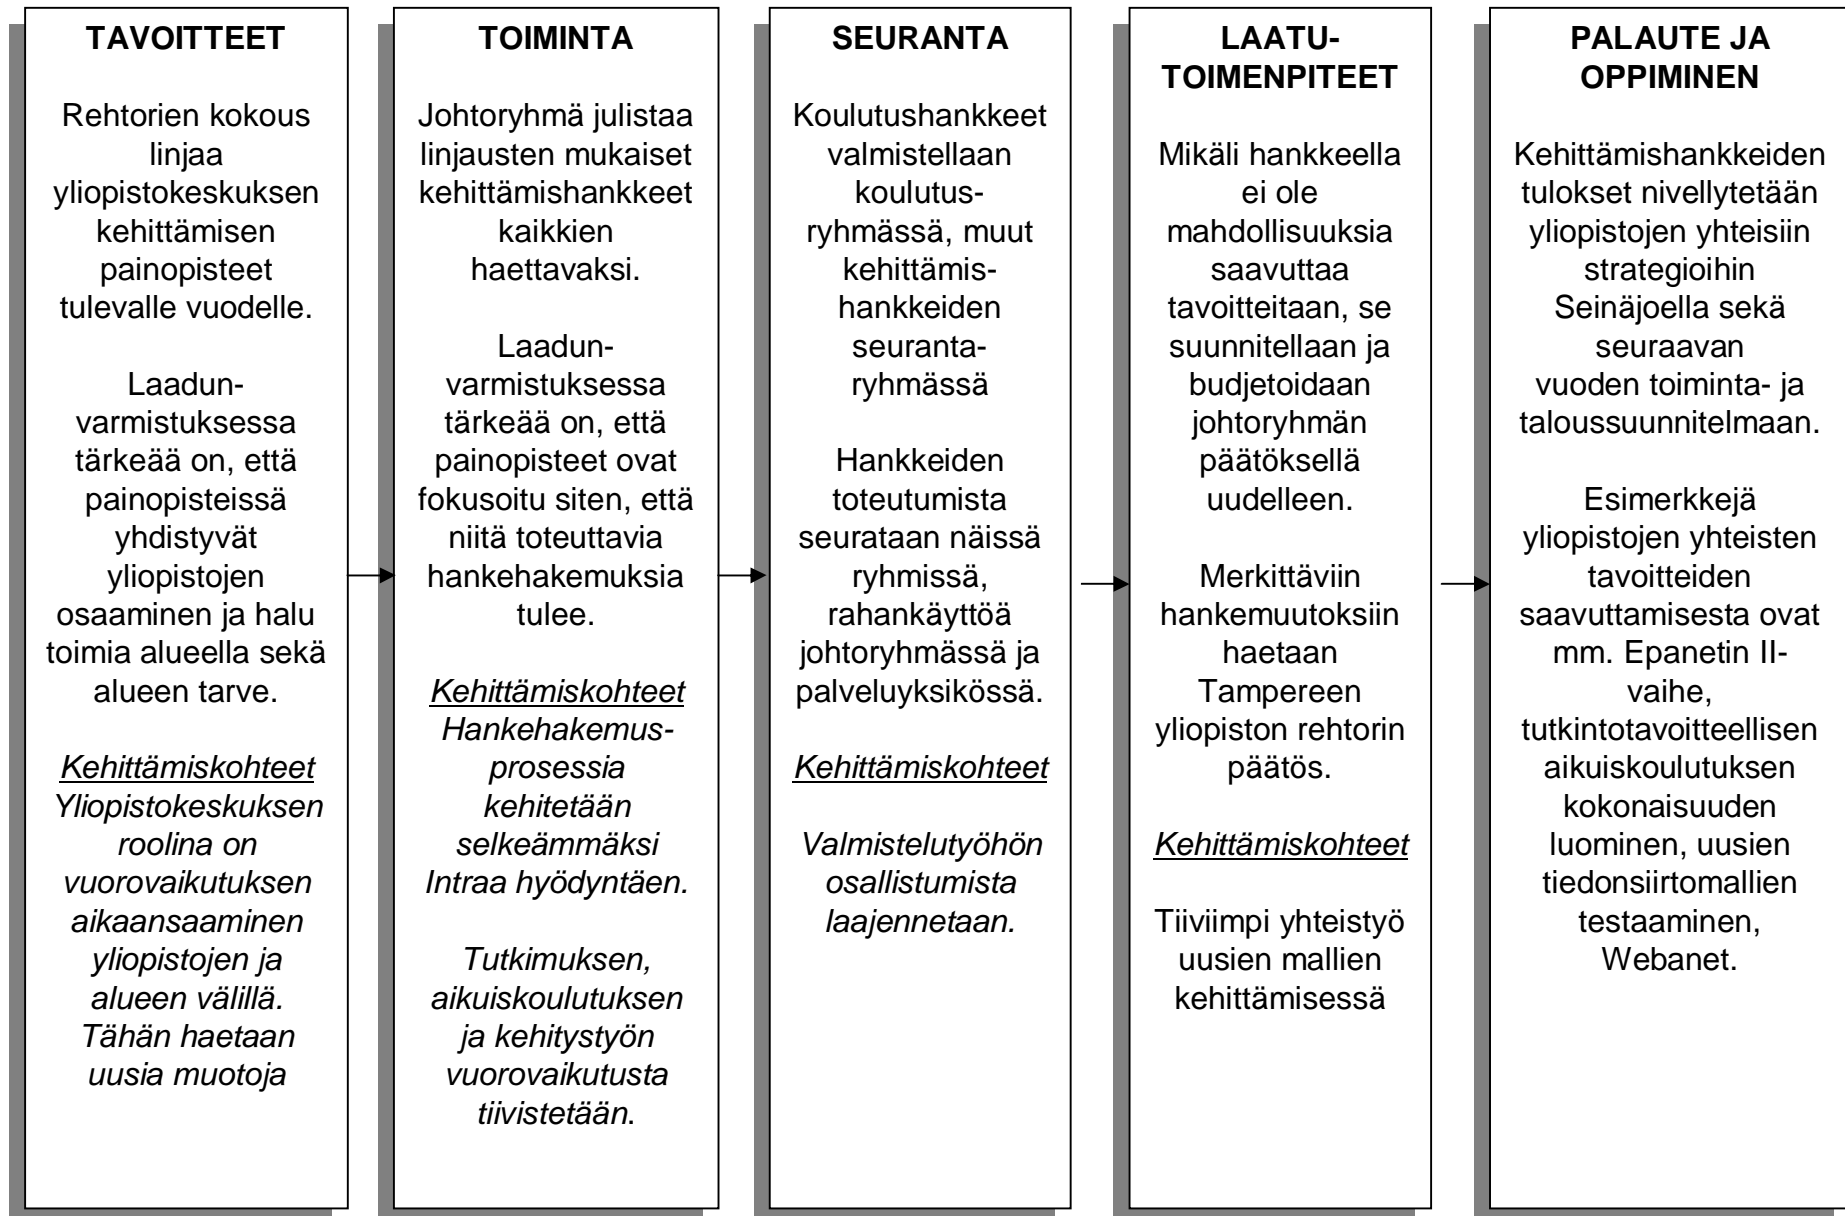 TAVOITTEET
Rehtorien kokous
linjaa
yliopistokeskuksen
kehittämisen
painopisteet
tulevalle vuodelle.
Laadun-
varmistuksessa
tärkeää on, että
painopisteissä
yhdistyvät
yliopistojen
osaaminen ja halu
toimia alueella sekä
alueen tarve.
Kehittämiskohteet
Yliopistokeskuksen
roolina on
vuorovaikutuksen
aikaansaaminen
yliopistojen ja
alueen välillä.
Tähän haetaan
uusia muotoja
TOIMINTA
Johtoryhmä julistaa
linjausten mukaiset
kehittämishankkeet
kaikkien
haettavaksi.
Laadun-
varmistuksessa
tärkeää on, että
painopisteet ovat
fokusoitu siten, että
niitä toteuttavia
hankehakemuksia
tulee.
Kehittämiskohteet
Hankehakemus-
prosessia
kehitetään
selkeämmäksi
Intraa hyödyntäen.
Tutkimuksen,
aikuiskoulutuksen
ja kehitystyön
vuorovaikutusta
tiivistetään.
SEURANTA
Koulutushankkeet
valmistellaan
koulutus-
ryhmässä, muut
kehittämis-
hankkeiden
seuranta-
ryhmässä
Hankkeiden
toteutumista
seurataan näissä
ryhmissä,
rahankäyttöä
johtoryhmässä ja
palveluyksikössä.
Kehittämiskohteet
Valmistelutyöhön
osallistumista
laajennetaan.
LAATU-
TOIMENPITEET
Mikäli hankkeella
ei ole
mahdollisuuksia
saavuttaa
tavoitteitaan, se
suunnitellaan ja
budjetoidaan
johtoryhmän
päätöksellä
uudelleen.
Merkittäviin
hankemuutoksiin
haetaan
Tampereen
yliopiston rehtorin
päätös.
Kehittämiskohteet
Tiiviimpi yhteistyö
uusien mallien
kehittämisessä
PALAUTE JA
OPPIMINEN
Kehittämishankkeiden
tulokset nivellytetään
yliopistojen yhteisiin
strategioihin
Seinäjoella sekä
seuraavan
vuoden toiminta- ja
taloussuunnitelmaan.
Esimerkkejä
yliopistojen yhteisten
tavoitteiden
saavuttamisesta ovat
mm. Epanetin II-
vaihe,
tutkintotavoitteellisen
aikuiskoulutuksen
kokonaisuuden
luominen, uusien
tiedonsiirtomallien
testaaminen,
Webanet.